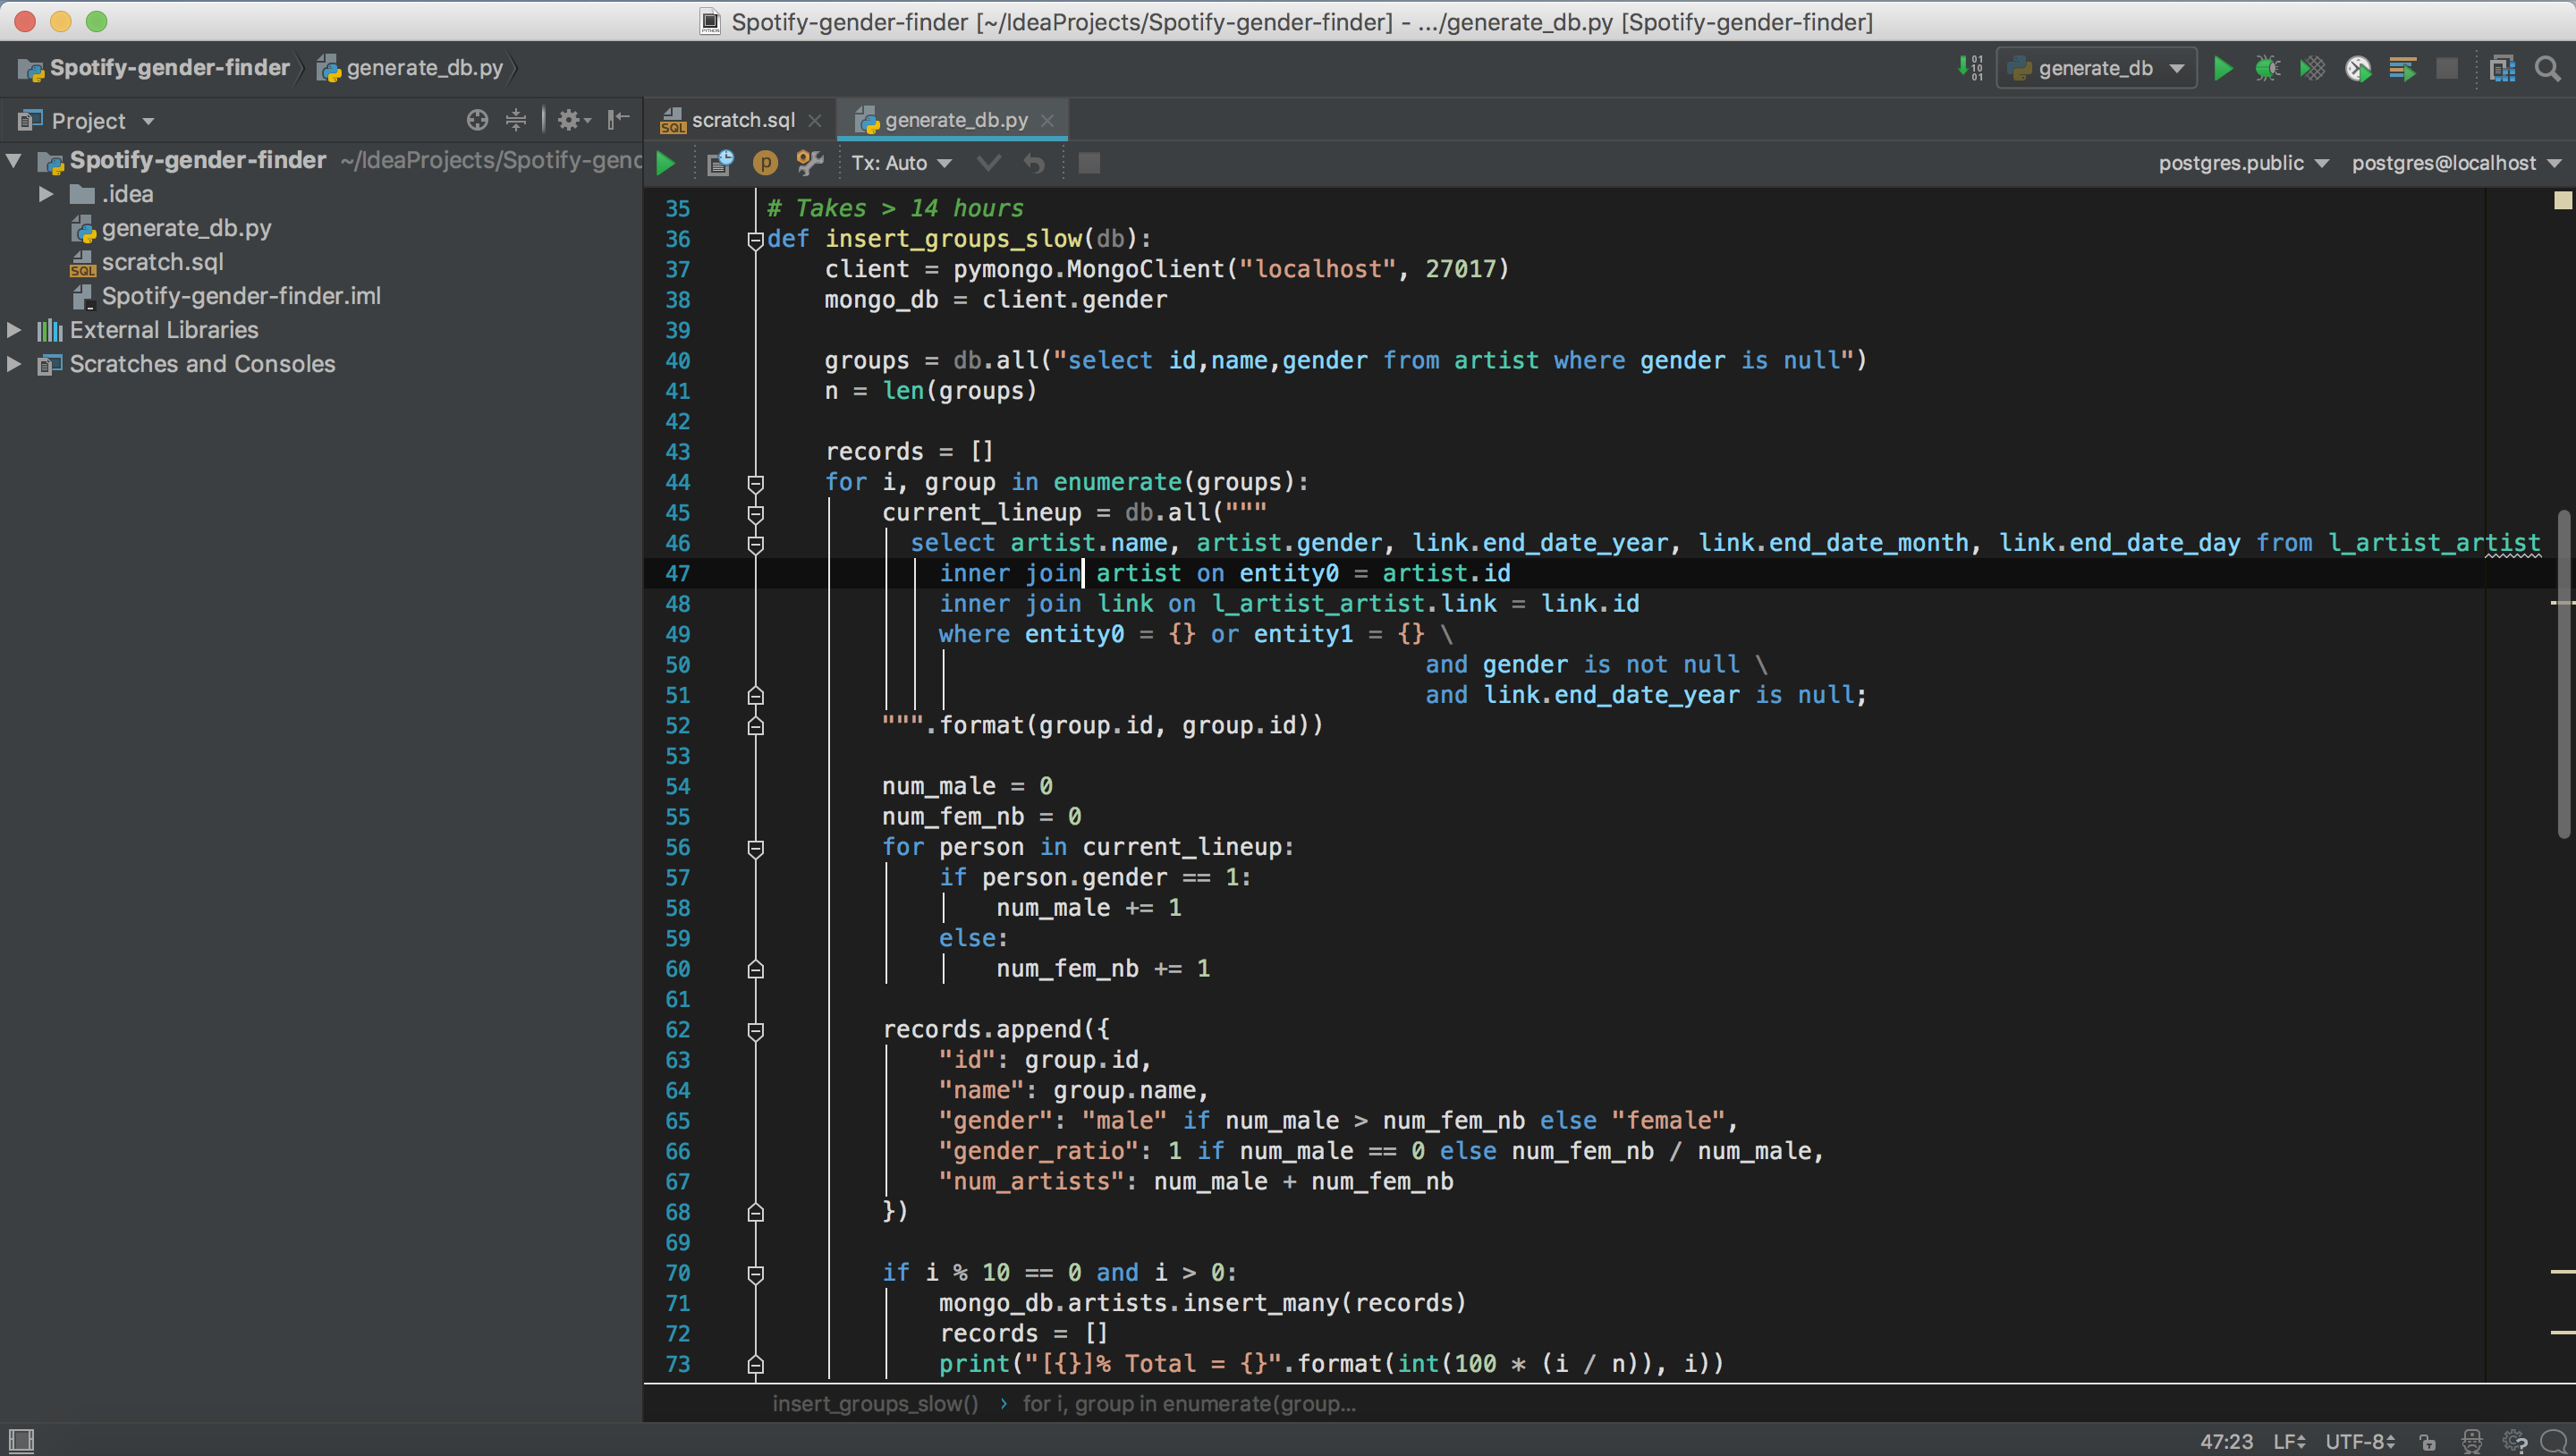 Spotify-gender-finder [~/IdeaProjects/Spotify-gender-finder] - .../generate_db.py [Spotify-gender-finder]
Spotify-gender-finder generate_db.py generate_db
Project scratch.sql generate_db.py
Spotify-gender-finder ~/IdeaProjects/Spotify-gend
.idea
generate_db.py
scratch.sql
Spotify-gender-finder.iml
External Libraries
Scratches and Consoles
Tx: Auto postgres.public postgres@localhost
35 # Takes > 14 hours
36 def insert_groups_slow(db):
37 client = pymongo.MongoClient("localhost", 27017)
38 mongo_db = client.gender
39
40 groups = db.all("select id,name,gender from artist where gender is null")
41 n = len(groups)
42
43 records = []
44 for i, group in enumerate(groups):
45 current_lineup = db.all("""
46 select artist.name, artist.gender, link.end_date_year, link.end_date_month, link.end_date_day from l_artist_artist
47 inner join artist on entity0 = artist.id
48 inner join link on l_artist_artist.link = link.id
49 where entity0 = {} or entity1 = {} \
50 and gender is not null \
51 and link.end_date_year is null;
52 """.format(group.id, group.id))
53
54 num_male = 0
55 num_fem_nb = 0
56 for person in current_lineup:
57 if person.gender == 1:
58 num_male += 1
59 else:
60 num_fem_nb += 1
61
62 records.append({
63 "id": group.id,
64 "name": group.name,
65 "gender": "male" if num_male > num_fem_nb else "female",
66 "gender_ratio": 1 if num_male == 0 else num_fem_nb / num_male,
67 "num_artists": num_male + num_fem_nb
68 })
69
70 if i % 10 == 0 and i > 0:
71 mongo_db.artists.insert_many(records)
72 records = []
73 print("[{}]% Total = {}".format(int(100 * (i / n)), i))
insert_groups_slow() › for i, group in enumerate(group...
47:23 LF UTF-8